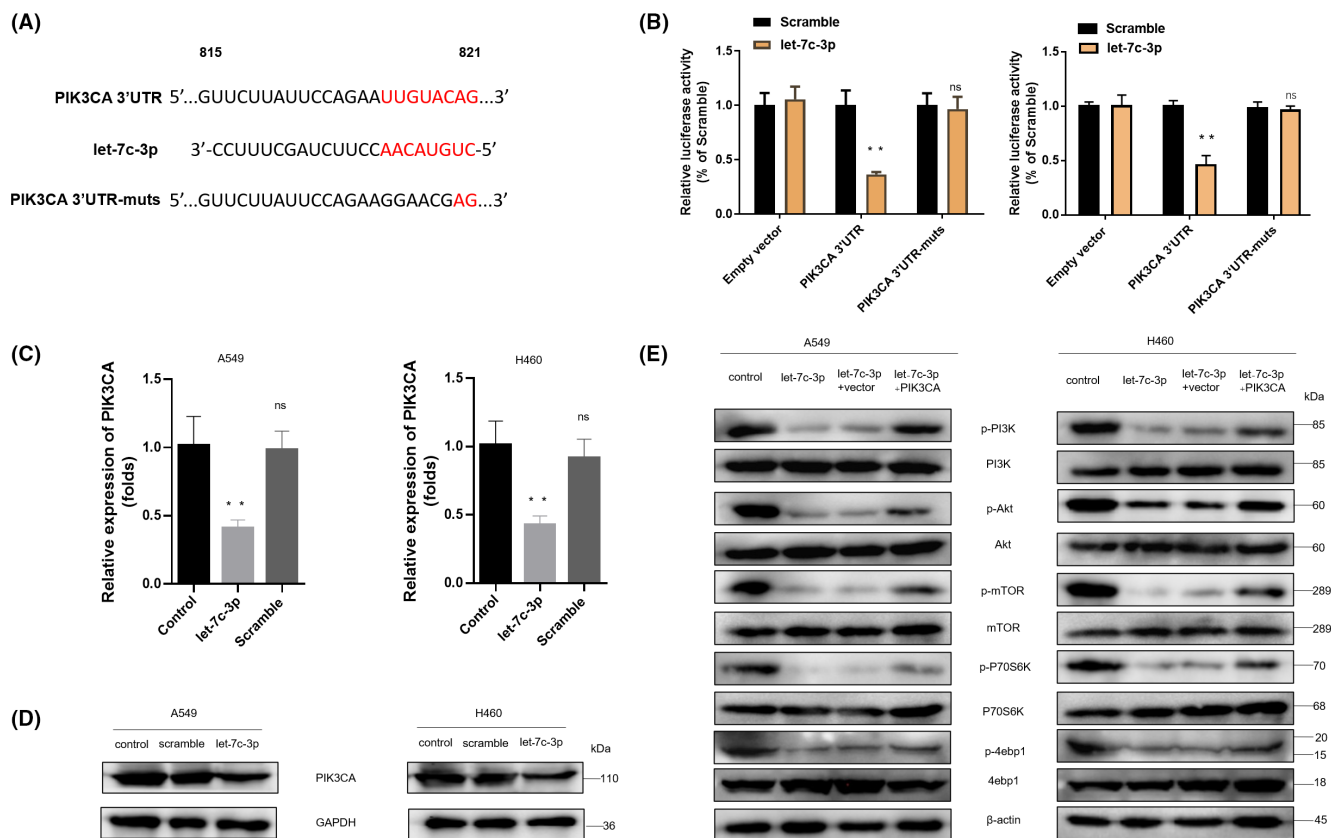 (A)
815 821
PIK3CA 3’UTR 5’...GUUCUUAUUCCAGAAUUGUACAG...3’
let-7c-3p 3’-CCUUUCGAUCUUCCAACAUGUC-5’
PIK3CA 3’UTR-muts 5’...GUUCUUAUUCCAGAAGGAACGAG...3’
(B)
Scramble
let-7c-3p
Relative luciferase activity
(% of Scramble)
1.5
1.0
0.5
0.0
* *
ns
Empty vector
PIK3CA 3’UTR
PIK3CA 3’UTR-muts
Scramble
let-7c-3p
Relative luciferase activity
(% of Scramble)
1.5
1.0
0.5
0.0
* *
ns
Empty vector
PIK3CA 3’UTR
PIK3CA 3’UTR-muts
(C)
A549
Relative expression of PIK3CA
(folds)
1.5
1.0
0.5
0.0
* *
ns
Control
let-7c-3p
Scramble
H460
Relative expression of PIK3CA
(folds)
1.5
1.0
0.5
0.0
* *
ns
Control
let-7c-3p
Scramble
(D)
A549 H460
control scramble let-7c-3p control scramble let-7c-3p kDa
PIK3CA 110
GAPDH 36
(E)
A549 H460
control let-7c-3p let-7c-3p +vector let-7c-3p +PIK3CA control let-7c-3p let-7c-3p +vector let-7c-3p +PIK3CA kDa
p-PI3K 85
PI3K 85
p-Akt 60
Akt 60
p-mTOR 289
mTOR 289
p-P70S6K 70
P70S6K 68
p-4ebp1 20
15
4ebp1 18
β-actin 45